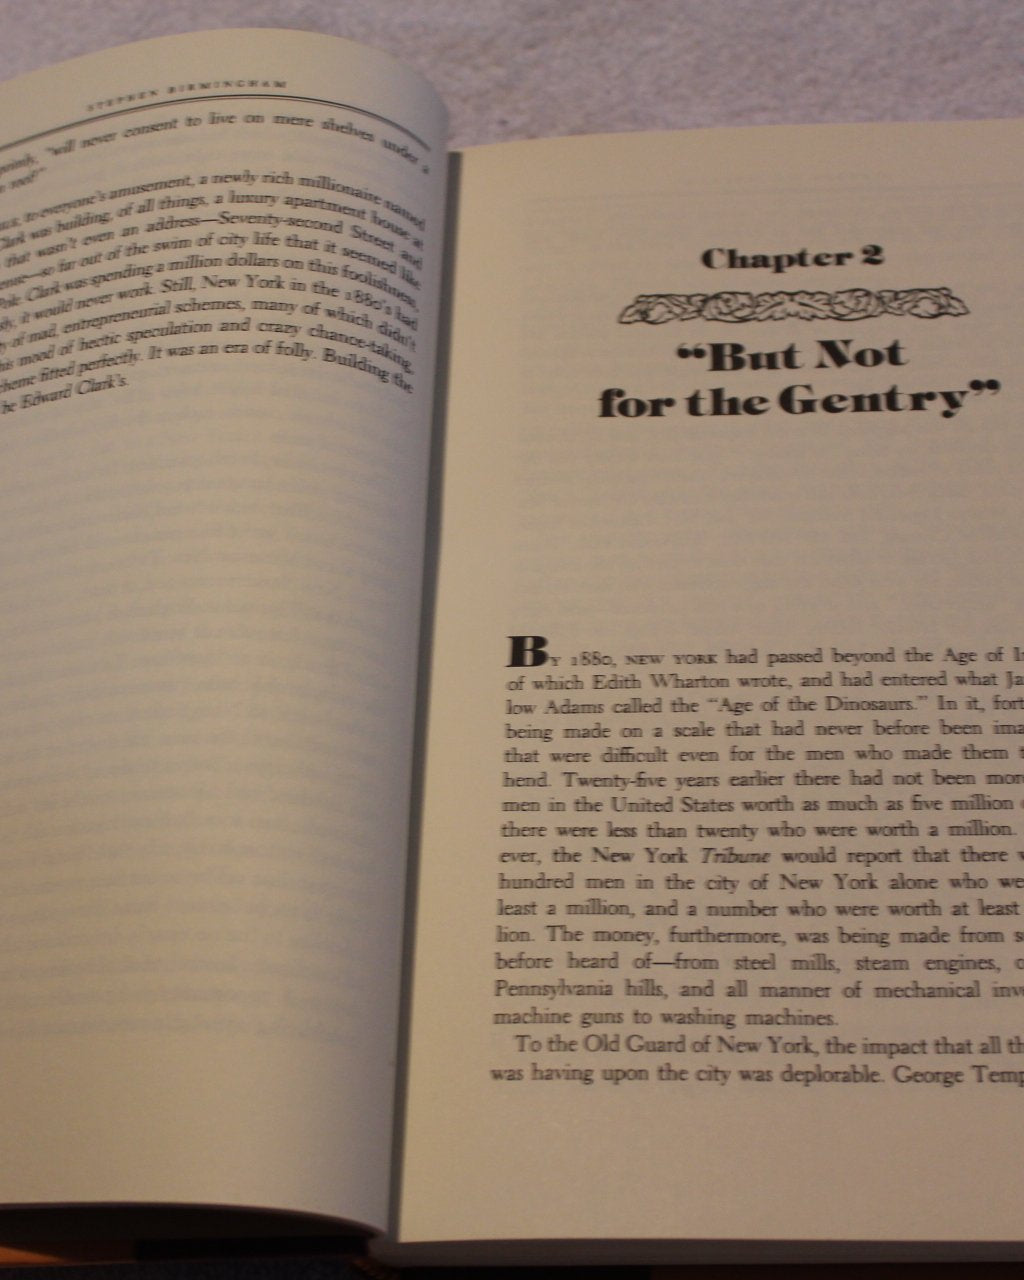 STEPHEN BIRMINGHAM
"will never consent to live on mere shelves under a
roof!"
to everyone's amusement, a newly rich millionaire named
Clark was building, of all things, a luxury apartment house at
that wasn't even an address—Seventy-second Street and
so far out of the swim of city life that it seemed like
Pole. Clark was spending a million dollars on this foolishness,
it would never work. Still, New York in the 1880's had
of mad, entrepreneurial schemes, many of which didn't
his mood of hectic speculation and crazy chance-taking,
scheme fitted perfectly. It was an era of folly. Building the
be Edward Clark's.
Chapter 2
"But Not
for the Gentry"
BY 1880, NEW YORK had passed beyond the Age of In
of which Edith Wharton wrote, and had entered what Ja
low Adams called the "Age of the Dinosaurs." In it, fort
being made on a scale that had never before been ima
that were difficult even for the men who made them t
hend. Twenty-five years earlier there had not been mor
men in the United States worth as much as five million
there were less than twenty who were worth a million.
ever, the New York Tribune would report that there w
hundred men in the city of New York alone who we
least a million, and a number who were worth at least
lion. The money, furthermore, was being made from s
before heard of—from steel mills, steam engines, o
Pennsylvania hills, and all manner of mechanical inve
machine guns to washing machines.
To the Old Guard of New York, the impact that all th
was having upon the city was deplorable. George Temp